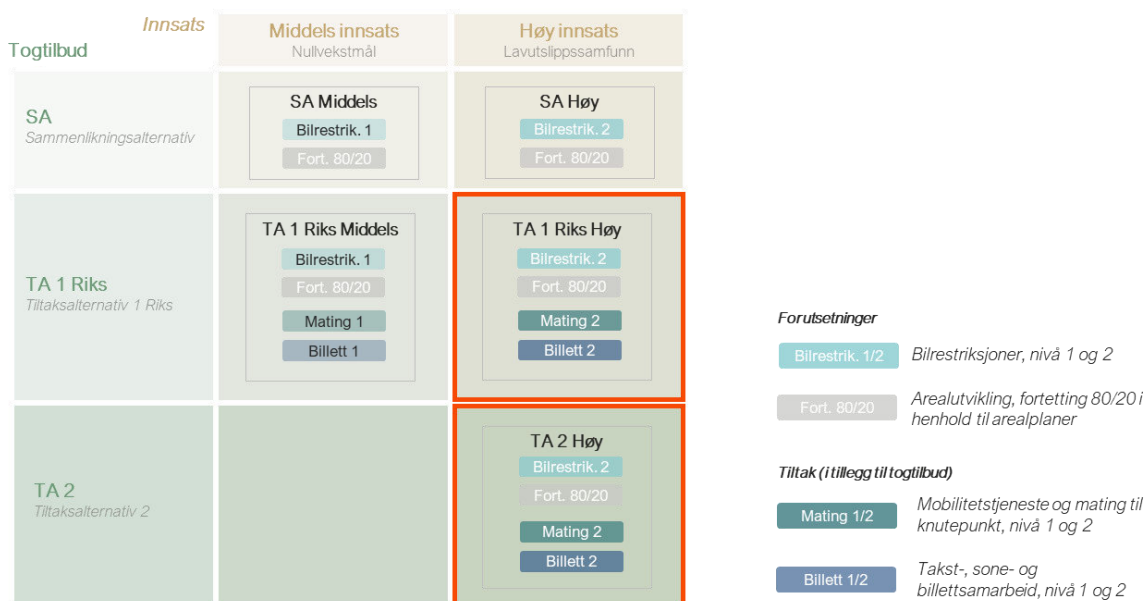 Innsats
Togtilbud
Middels innsats
Nullvekstmål
Høy innsats
Lavutslippssamfunn
SA
Sammenlikningsalternativ
SA Middels
Bilrestrik. 1
Fort. 80/20
SA Høy
Bilrestrik. 2
Fort. 80/20
TA 1 Riks
Tiltaksalternativ 1 Riks
TA 1 Riks Middels
Bilrestrik. 1
Fort. 80/20
Mating 1
Billett 1
TA 1 Riks Høy
Bilrestrik. 2
Fort. 80/20
Mating 2
Billett 2
TA 2
Tiltaksalternativ 2
TA 2 Høy
Bilrestrik. 2
Fort. 80/20
Mating 2
Billett 2
Forutsetninger
Bilrestrik. 1/2
Bilrestriksjoner, nivå 1 og 2
Fort. 80/20
Arealutvikling, fortetting 80/20 i
henhold til arealplaner
Tiltak (i tillegg til togtilbud)
Mating 1/2
Mobilitetstjeneste og mating til
knutepunkt, nivå 1 og 2
Billett 1/2
Takst-, sone- og
billettsamarbeid, nivå 1 og 2